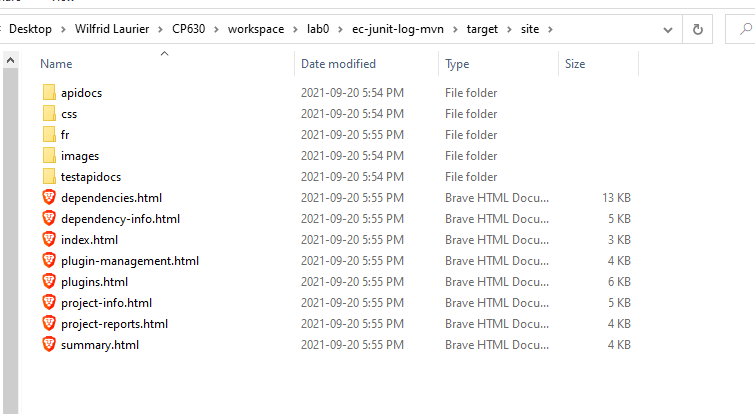 Desktop > Wilfrid Laurier > CP630 > workspace > lab0 > ec-junit-log-mvn > target > site >
Name Date modified Type Size
apidocs 2021-09-20 5:54 PM File folder
css 2021-09-20 5:54 PM File folder
fr 2021-09-20 5:55 PM File folder
images 2021-09-20 5:54 PM File folder
testapidocs 2021-09-20 5:54 PM File folder
dependencies.html 2021-09-20 5:55 PM Brave HTML Docu... 13 KB
dependency-info.html 2021-09-20 5:55 PM Brave HTML Docu... 5 KB
index.html 2021-09-20 5:55 PM Brave HTML Docu... 3 KB
plugin-management.html 2021-09-20 5:55 PM Brave HTML Docu... 4 KB
plugins.html 2021-09-20 5:55 PM Brave HTML Docu... 6 KB
project-info.html 2021-09-20 5:55 PM Brave HTML Docu... 5 KB
project-reports.html 2021-09-20 5:55 PM Brave HTML Docu... 4 KB
summary.html 2021-09-20 5:55 PM Brave HTML Docu... 4 KB